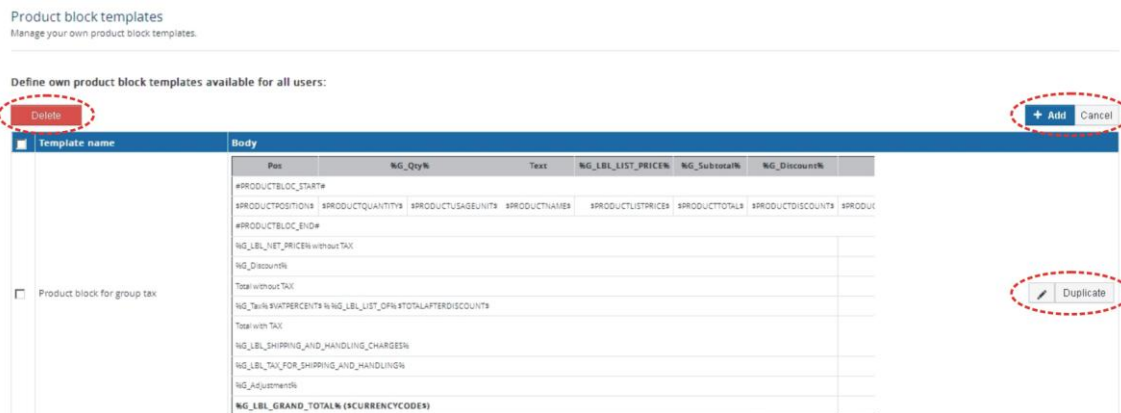 Product block templates
Manage your own product block templates.
Define own product block templates available for all users:
Delete
+ Add Cancel
Template name Body
Pos %G_Qty% Text %G_LBL_LIST_PRICE% %G_Subtotal% %G_Discount%
#PRODUCTBLOC_START#
$PRODUCTPOSITION$ $PRODUCTQUANTITY$ $PRODUCTUSAGEUNIT$ $PRODUCTNAME$ $PRODUCTLISTPRICE$ $PRODUCTTOTAL$ $PRODUCTDISCOUNT$ $PRODUC
#PRODUCTBLOC_END#
%G_LBL_NET_PRICE% without TAX
%G_Discount%
Total without TAX
Product block for group tax
Duplicate
%G_Tax% $VATPERCENT$ % %G_LBL_LIST_OF% $TOTALAFTERDISCOUNT$
Total with TAX
%G_LBL_SHIPPING_AND_HANDLING_CHARGES%
%G_LBL_TAX_FOR_SHIPPING_AND_HANDLING%
%G_Adjustment%
%G_LBL_GRAND_TOTAL% ($CURRENCYCODE$)